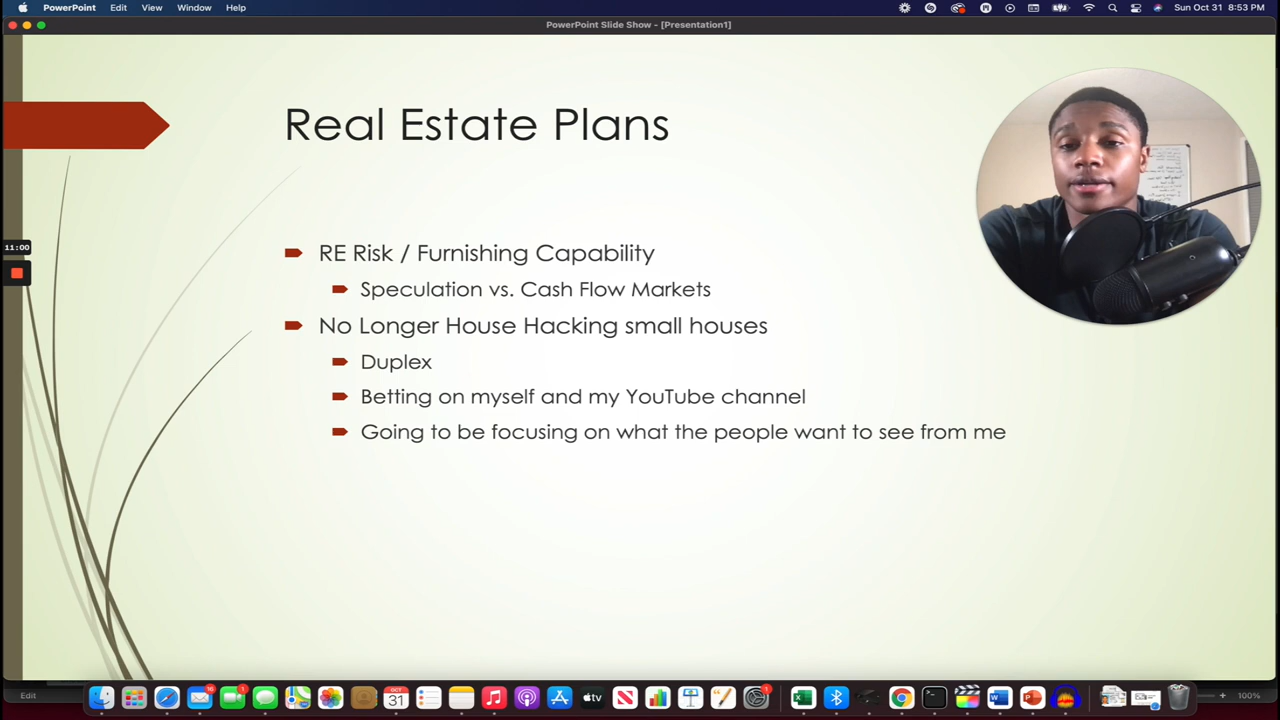 PowerPoint Edit View Window Help Sun Oct 31 8:53 PM
PowerPoint Slide Show - [Presentation1]
Real Estate Plans
11:00
RE Risk / Furnishing Capability
Speculation vs. Cash Flow Markets
No Longer House Hacking small houses
Duplex
Betting on myself and my YouTube channel
Going to be focusing on what the people want to see from me
Edit
OCT
31
tv
+ 100%